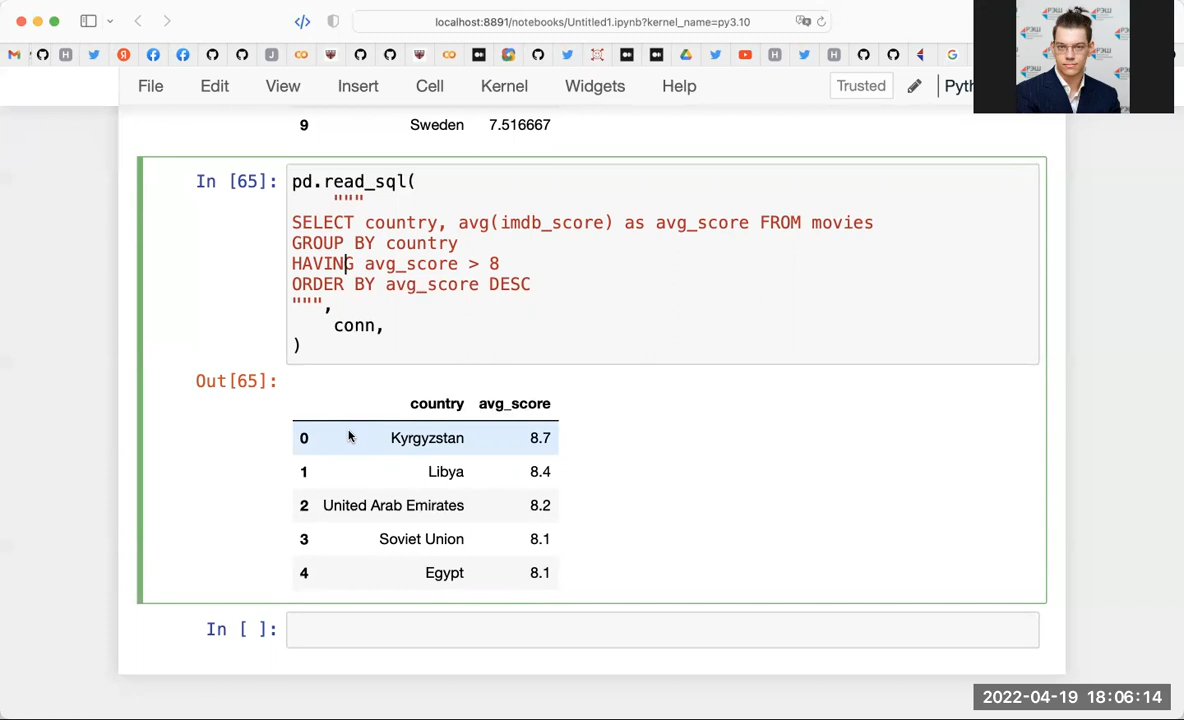 localhost:8891/notebooks/Untitled1.ipynb?kernel_name=py3.10
File Edit View Insert Cell Kernel Widgets Help Trusted
9 Sweden 7.516667
In [65]: pd.read_sql(
"""
SELECT country, avg(imdb_score) as avg_score FROM movies
GROUP BY country
HAVING avg_score > 8
ORDER BY avg_score DESC
""",
conn,
)
Out[65]:
country avg_score
0 Kyrgyzstan 8.7
1 Libya 8.4
2 United Arab Emirates 8.2
3 Soviet Union 8.1
4 Egypt 8.1
In [ ]:
РЭШ
РЭШ
2022-04-19 18:06:14